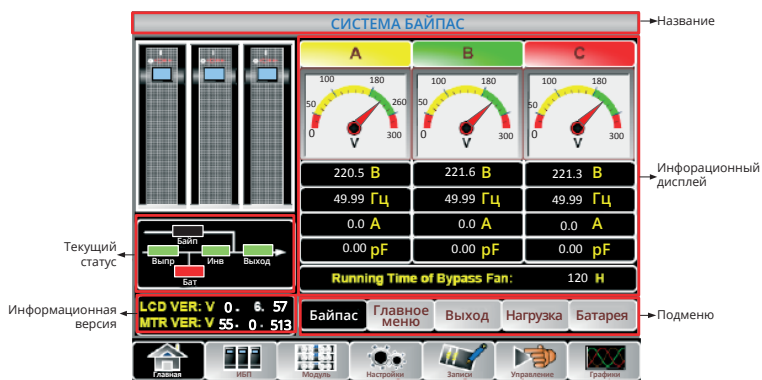 СИСТЕМА БАЙПАС
Название
A
B
C
100 180
50 260
0 300
V
100 180
50
0 300
V
100 180
50
0 300
V
220.5 В
221.6 В
221.3 В
49.99 Гц
49.99 Гц
49.99 Гц
0.0 А
0.0 А
0.0 А
0.00 pF
0.00 pF
0.00 pF
Инфорационный
дисплей
Running Time of Bypass Fan: 120 H
Текущий
статус
Байп
Выпр
Инв
Выход
Бат
Информационная
версия
LCD VER: V 0. 6. 57
MTR VER: V 55. 0. 513
Байпас
Главное
меню
Выход
Нагрузка
Батарея
Подменю
Главная
ИБП
Модуль
Настройки
Записи
Управление
Графики